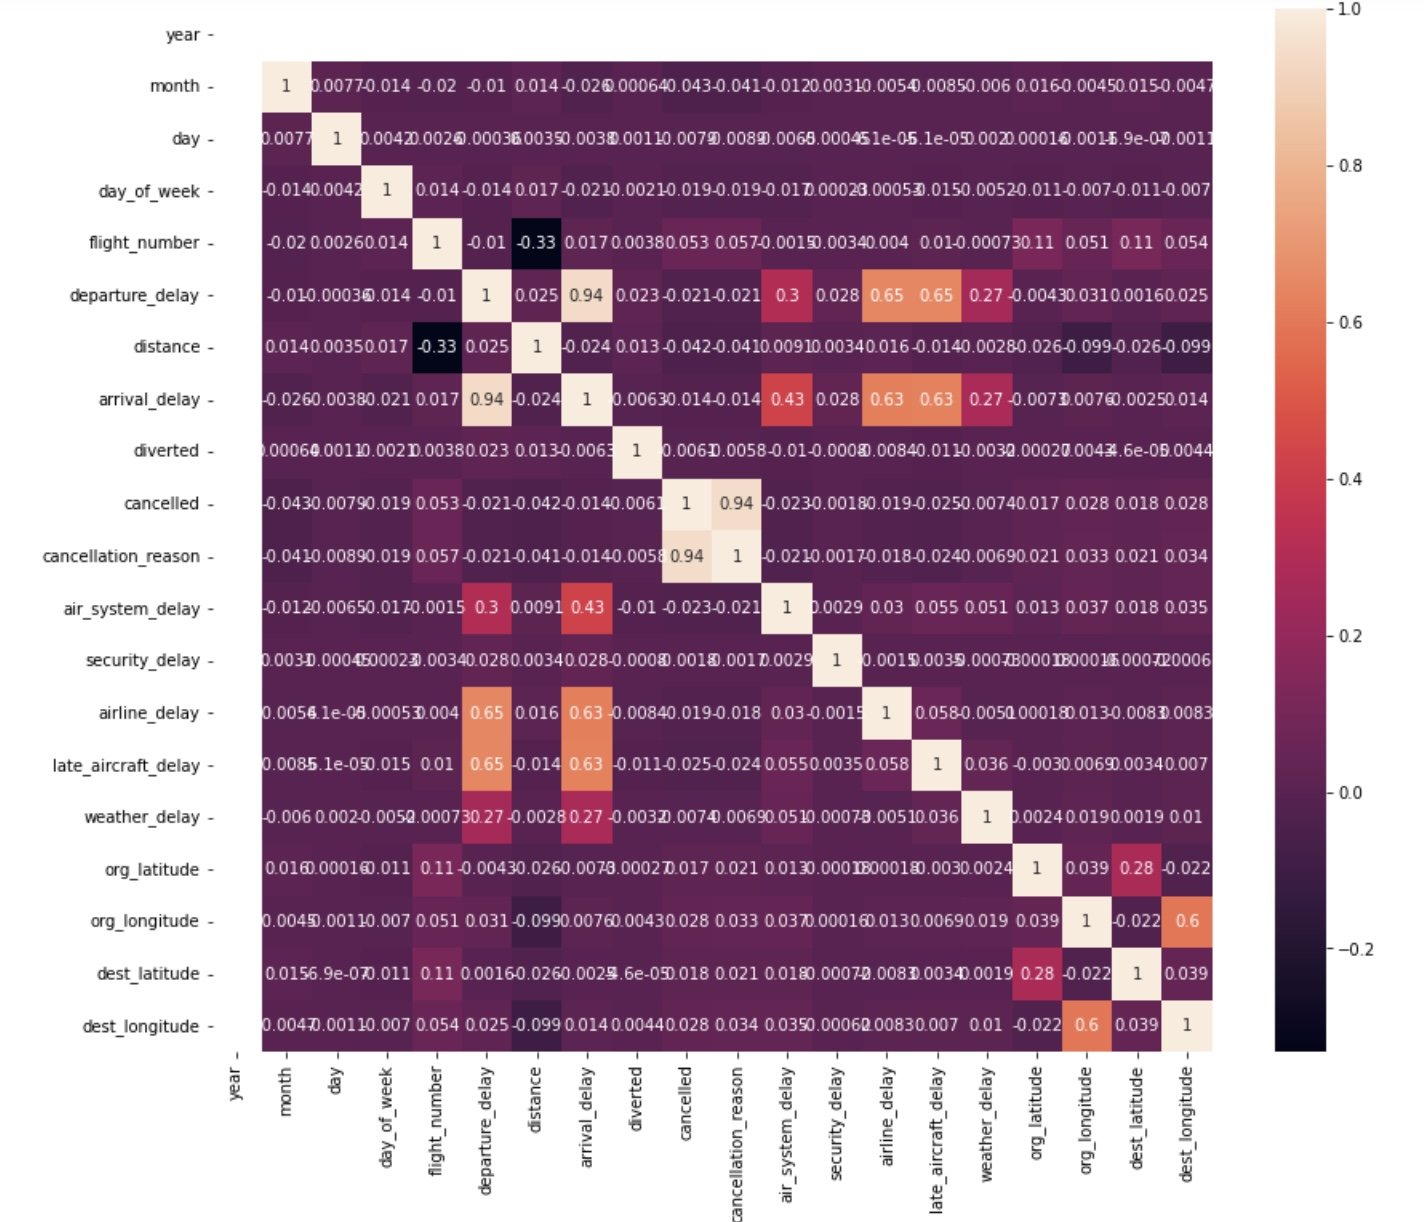 year
1.0
month 1 0.0077 -0.014 -0.02 -0.01 0.014 -0.026 0.00064 -0.043 -0.041 -0.012 -0.006 0.016 -0.0045 0.015 -0.0047
day 0.0077 1 0.0042 0.0026 0.0035 -0.0038 0.0011 -0.0079 -0.0089 -0.0065 0.002
0.8
day_of_week -0.014 0.0042 1 0.014 -0.014 0.017 -0.021 -0.0021 -0.019 -0.019 -0.017 -0.015 -0.0052 -0.011 -0.007 -0.011 -0.007
flight_number -0.02 0.0026 0.014 1 -0.01 -0.33 0.017 0.0038 0.053 0.057 -0.0015 0.004 0.01 -0.00073 0.11 0.051 0.11 0.054
departure_delay -0.01 -0.00036 -0.014 -0.01 1 0.025 0.94 0.023 -0.021 -0.021 0.3 0.028 0.65 0.65 0.27 -0.0043 0.031 0.0016 0.025
0.6
distance 0.014 0.0035 0.017 -0.33 0.025 1 -0.024 0.013 -0.042 -0.041 0.0091 0.0034 0.016 -0.014 -0.0028 -0.026 -0.099 -0.026 -0.099
arrival_delay -0.026 -0.0038 -0.021 0.017 0.94 -0.024 1 -0.0063 -0.014 -0.014 0.43 0.028 0.63 0.63 0.27 -0.0073 0.0076 -0.0025 0.014
diverted 0.00064 0.0011 -0.0021 0.0038 0.023 0.013 -0.0063 1 -0.0061 -0.0058 -0.01 -0.0008 -0.0084 -0.011 -0.0032 0.0043 0.0044
0.4
cancelled -0.043 -0.0079 -0.019 0.053 -0.021 -0.042 -0.014 -0.0061 1 0.94 -0.023 -0.0018 -0.019 -0.025 -0.0074 0.017 0.028 0.018 0.028
cancellation_reason -0.041 -0.0089 -0.019 0.057 -0.021 -0.041 -0.014 -0.0058 0.94 1 -0.021 -0.0017 -0.018 -0.024 -0.0069 0.021 0.033 0.021 0.034
air_system_delay -0.012 -0.0065 -0.017 -0.0015 0.3 0.0091 0.43 -0.01 -0.023 -0.021 1 0.0029 0.03 0.055 0.051 0.013 0.037 0.018 0.035
0.2
security_delay 0.0031 -0.0034 0.028 0.0034 0.028 -0.0008 -0.0018 -0.0017 0.0029 1 -0.0015 0.0035
airline_delay 0.004 0.65 0.016 0.63 -0.0084 -0.019 -0.018 0.03 -0.0015 1 0.058 -0.0051 0.00018 0.013 -0.0083 0.0083
late_aircraft_delay -0.015 0.01 0.65 -0.014 0.63 -0.011 -0.025 -0.024 0.055 0.0035 0.058 1 0.036 -0.003 0.0069 0.0034 0.007
0.0
weather_delay -0.006 0.002 -0.0052 -0.00073 0.27 -0.0028 0.27 -0.0032 -0.0074 -0.0069 0.051 -0.00073 -0.0051 0.036 1 0.0024 0.019 0.0019 0.01
org_latitude 0.016 0.00016 -0.011 0.11 -0.0043 -0.026 -0.0073 0.017 0.021 0.013 -0.003 0.0024 1 0.039 0.28 -0.022
org_longitude -0.0045 -0.0011 -0.007 0.051 0.031 -0.099 0.0076 0.0043 0.028 0.033 0.037 0.013 0.0069 0.019 0.039 1 -0.022 0.6
-0.2
dest_latitude 0.015 -0.011 0.11 0.0016 -0.026 -0.0025 0.018 0.021 0.018 -0.0083 0.0034 0.0019 0.28 -0.022 1 0.039
dest_longitude -0.0047 -0.0011 -0.007 0.054 0.025 -0.099 0.014 0.0044 0.028 0.034 0.035 0.0083 0.007 0.01 -0.022 0.6 0.039 1
year
month
day
day_of_week
flight_number
departure_delay
distance
arrival_delay
diverted
cancelled
cancellation_reason
air_system_delay
security_delay
airline_delay
late_aircraft_delay
weather_delay
org_latitude
org_longitude
dest_latitude
dest_longitude